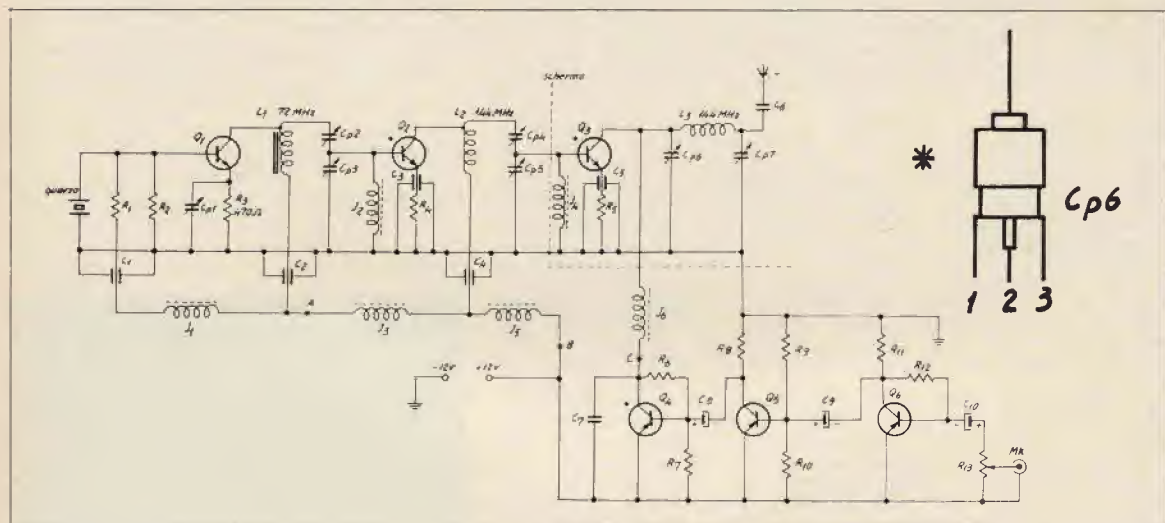 L1 72 MHz
L2 144 MHz
schermo
L3 144 MHz
C6
Q1
Cp2
Q2
Cp4
Q3
Cp3
Cp5
Cp6
Cp7
quarzo
R1
R2
Cp1
R3
470Ω
J2
C3
R4
J4
C5
R5
C1
C2
C4
J1
A
J3
J5
B
-12V
+12V
J6
C
R6
R8
R9
R11
R12
C7
Q4
C8
Q5
C9
Q6
C10
R7
R10
R13
MK
*
Cp6
1 2 3